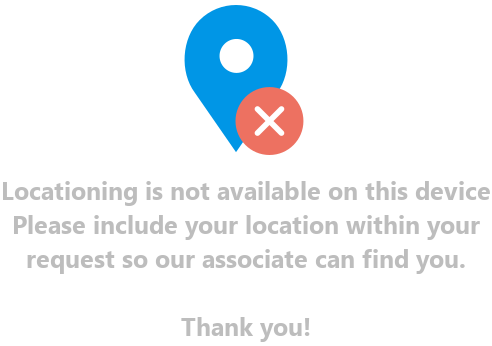 Locationing is not available on this device
Please include your location within your
request so our associate can find you.
Thank you!